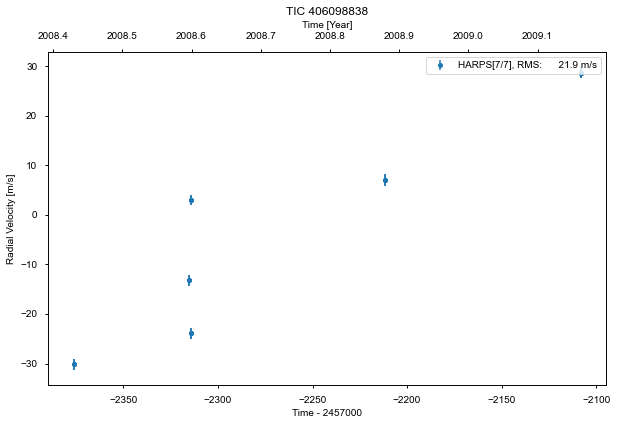 TIC 406098838
Time [Year]
2008.4 2008.5 2008.6 2008.7 2008.8 2008.9 2009.0 2009.1
HARPS[7/7], RMS: 21.9 m/s
30
20
10
0
−10
−20
−30
Radial Velocity [m/s]
−2350 −2300 −2250 −2200 −2150 −2100
Time - 2457000